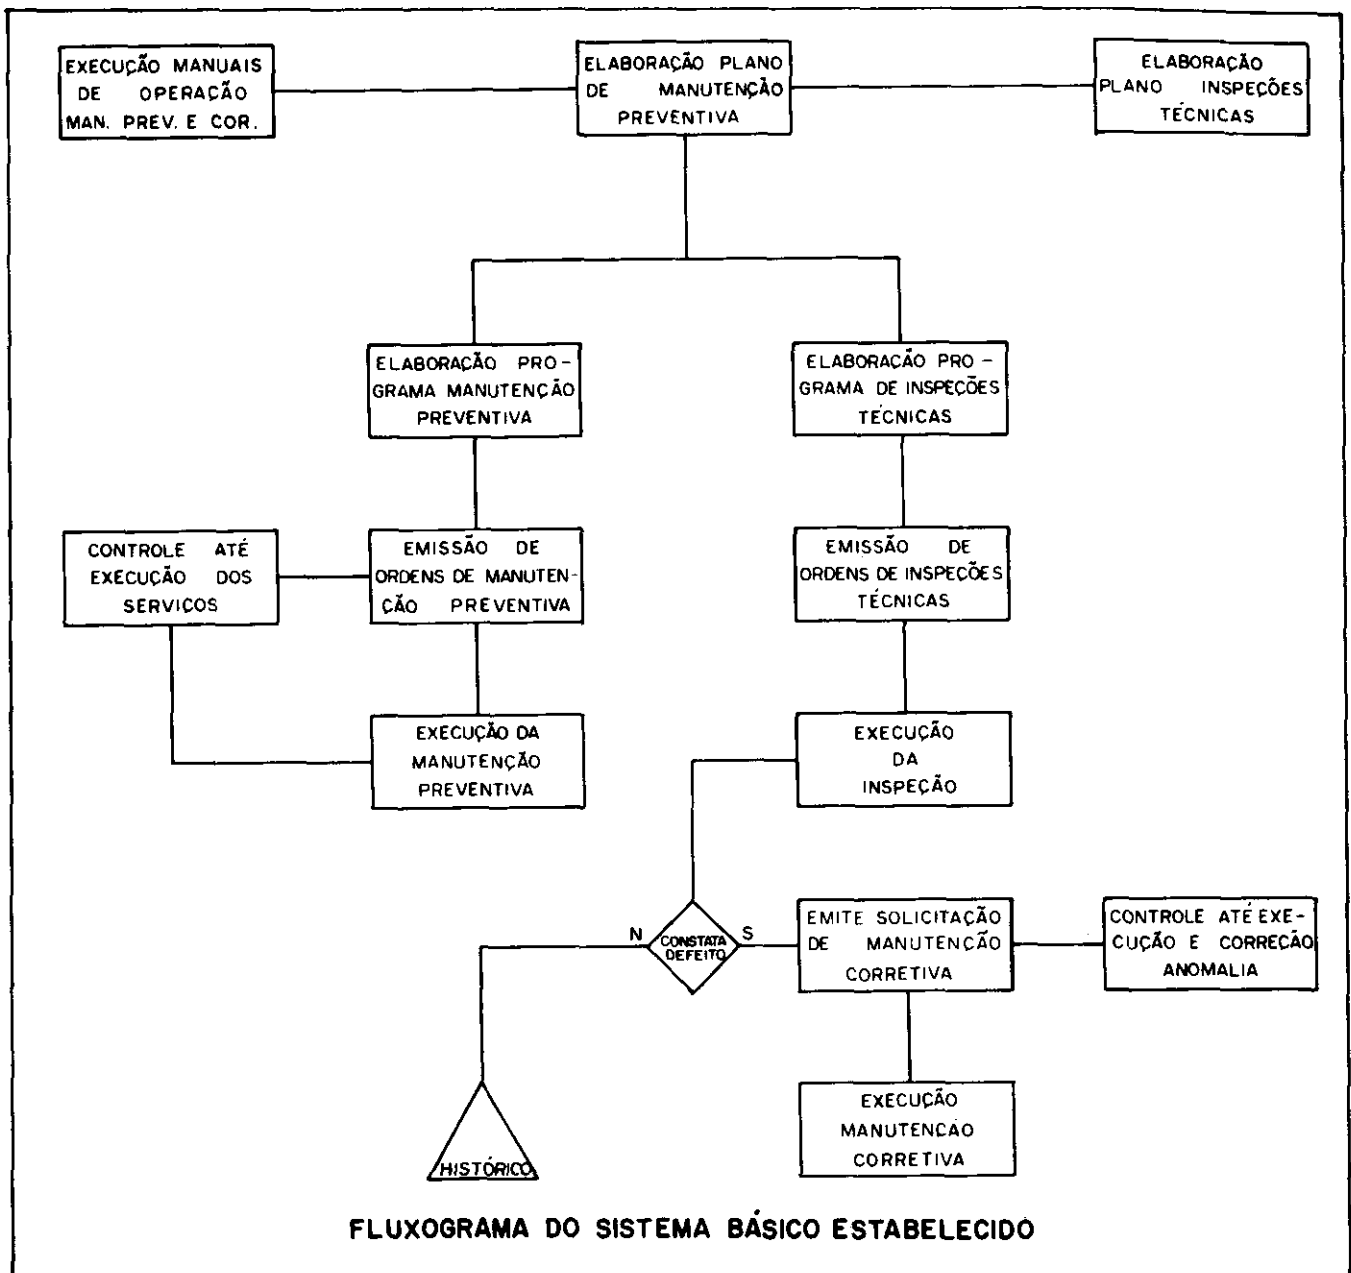 EXECUÇÃO MANUAIS
DE OPERAÇÃO
MAN. PREV. E COR.
ELABORAÇÃO PLANO
DE MANUTENÇÃO
PREVENTIVA
ELABORAÇÃO
PLANO INSPEÇÕES
TÉCNICAS
ELABORAÇÃO PRO-
GRAMA MANUTENÇÃO
PREVENTIVA
ELABORAÇÃO PRO-
GRAMA DE INSPEÇÕES
TÉCNICAS
CONTROLE ATÉ
EXECUÇÃO DOS
SERVIÇOS
EMISSÃO DE
ORDENS DE MANUTEN-
ÇÃO PREVENTIVA
EMISSÃO DE
ORDENS DE INSPEÇÕES
TÉCNICAS
EXECUÇÃO DA
MANUTENÇÃO
PREVENTIVA
EXECUÇÃO
DA
INSPEÇÃO
N
CONSTATA
DEFEITO
S
EMITE SOLICITAÇÃO
DE MANUTENÇÃO
CORRETIVA
CONTROLE ATÉ EXE-
CUÇÃO E CORREÇÃO
ANOMALIA
HISTÓRICO
EXECUÇÃO
MANUTENCÃO
CORRETIVA
FLUXOGRAMA DO SISTEMA BÁSICO ESTABELECIDO